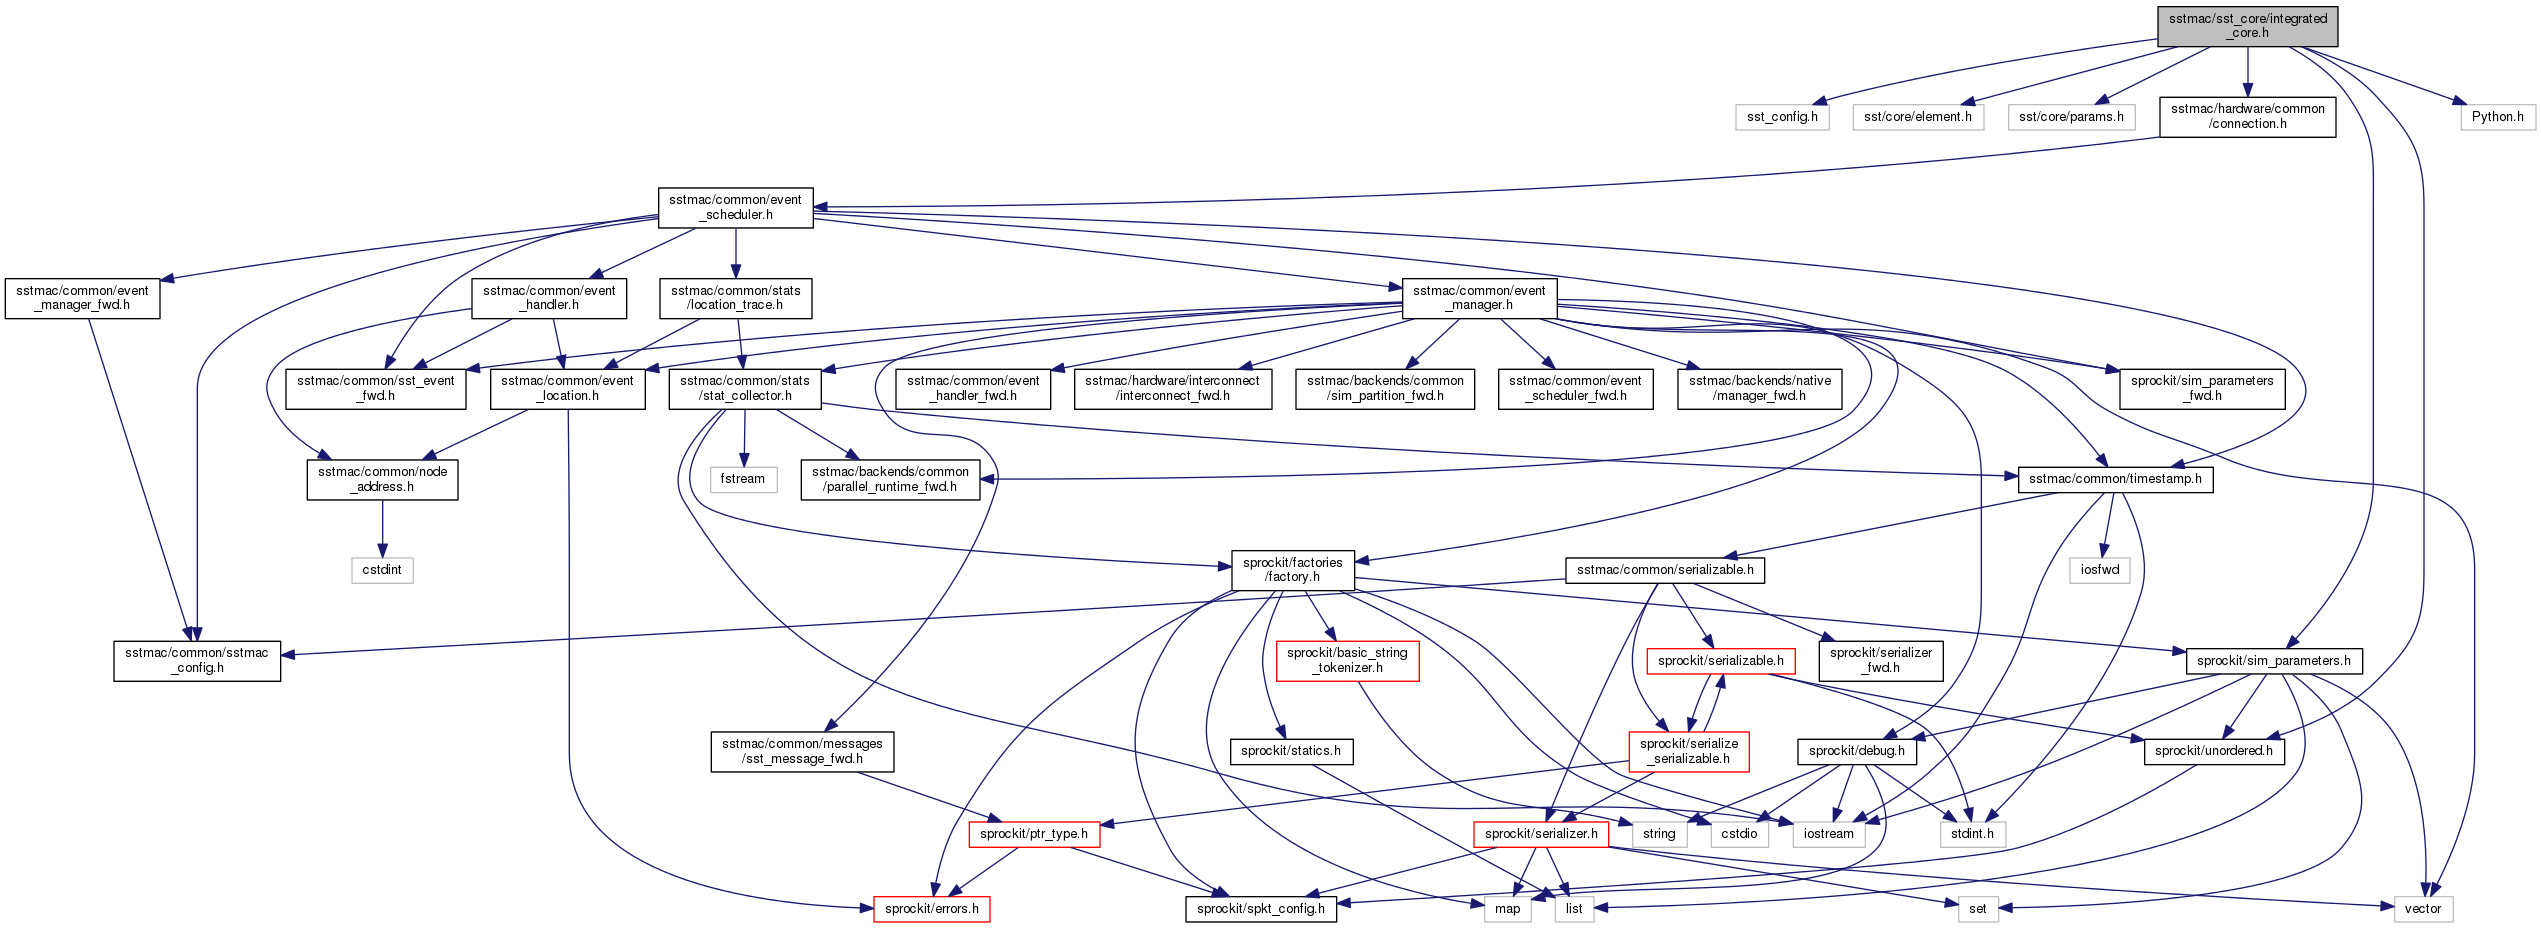 sstmac/sst_core/integrated
_core.h
sst_config.h
sst/core/element.h
sst/core/params.h
sstmac/hardware/common
/connection.h
Python.h
sstmac/common/event
_scheduler.h
sstmac/common/event
_manager_fwd.h
sstmac/common/event
_handler.h
sstmac/common/stats
/location_trace.h
sstmac/common/event
_manager.h
sstmac/common/sst_event
_fwd.h
sstmac/common/event
_location.h
sstmac/common/stats
/stat_collector.h
sstmac/common/event
_handler_fwd.h
sstmac/hardware/interconnect
/interconnect_fwd.h
sstmac/backends/common
/sim_partition_fwd.h
sstmac/common/event
_scheduler_fwd.h
sstmac/backends/native
/manager_fwd.h
sprockit/sim_parameters
_fwd.h
sstmac/common/node
_address.h
fstream
sstmac/backends/common
/parallel_runtime_fwd.h
sstmac/common/timestamp.h
cstdint
sprockit/factories
/factory.h
sstmac/common/serializable.h
iosfwd
sstmac/common/sstmac
_config.h
sprockit/basic_string
_tokenizer.h
sprockit/serializable.h
sprockit/serializer
_fwd.h
sprockit/sim_parameters.h
sstmac/common/messages
/sst_message_fwd.h
sprockit/statics.h
sprockit/serialize
_serializable.h
sprockit/debug.h
sprockit/unordered.h
sprockit/ptr_type.h
sprockit/serializer.h
string
cstdio
iostream
stdint.h
sprockit/errors.h
sprockit/spkt_config.h
map
list
set
vector